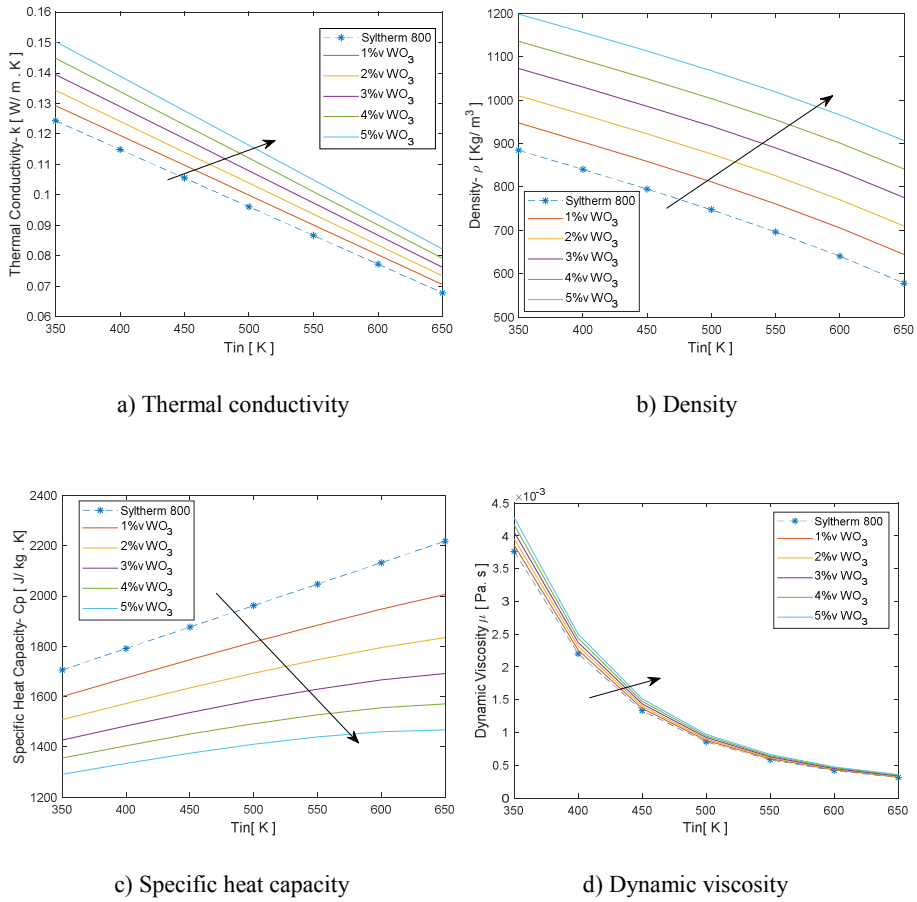 0.16
0.15
0.14
0.13
0.12
0.11
0.1
0.09
0.08
0.07
0.06
Thermal Conductivity- k [ W/ m . K ]
350 400 450 500 550 600 650
Tin [ K ]
Syltherm 800
1%v WO3
2%v WO3
3%v WO3
4%v WO3
5%v WO3
a) Thermal conductivity
1200
1100
1000
900
800
700
600
500
Density- ρ [ Kg/ m³ ]
350 400 450 500 550 600 650
Tin[ K ]
Syltherm 800
1%v WO3
2%v WO3
3%v WO3
4%v WO3
5%v WO3
b) Density
2400
2200
2000
1800
1600
1400
1200
Specific Heat Capacity- Cp [ J/ kg . K ]
350 400 450 500 550 600 650
Tin[ K ]
Syltherm 800
1%v WO3
2%v WO3
3%v WO3
4%v WO3
5%v WO3
c) Specific heat capacity
×10⁻³
4.5
4
3.5
3
2.5
2
1.5
1
0.5
0
Dynamic Viscosity μ [ Pa. s ]
350 400 450 500 550 600 650
Tin[ K ]
Syltherm 800
1%v WO3
2%v WO3
3%v WO3
4%v WO3
5%v WO3
d) Dynamic viscosity